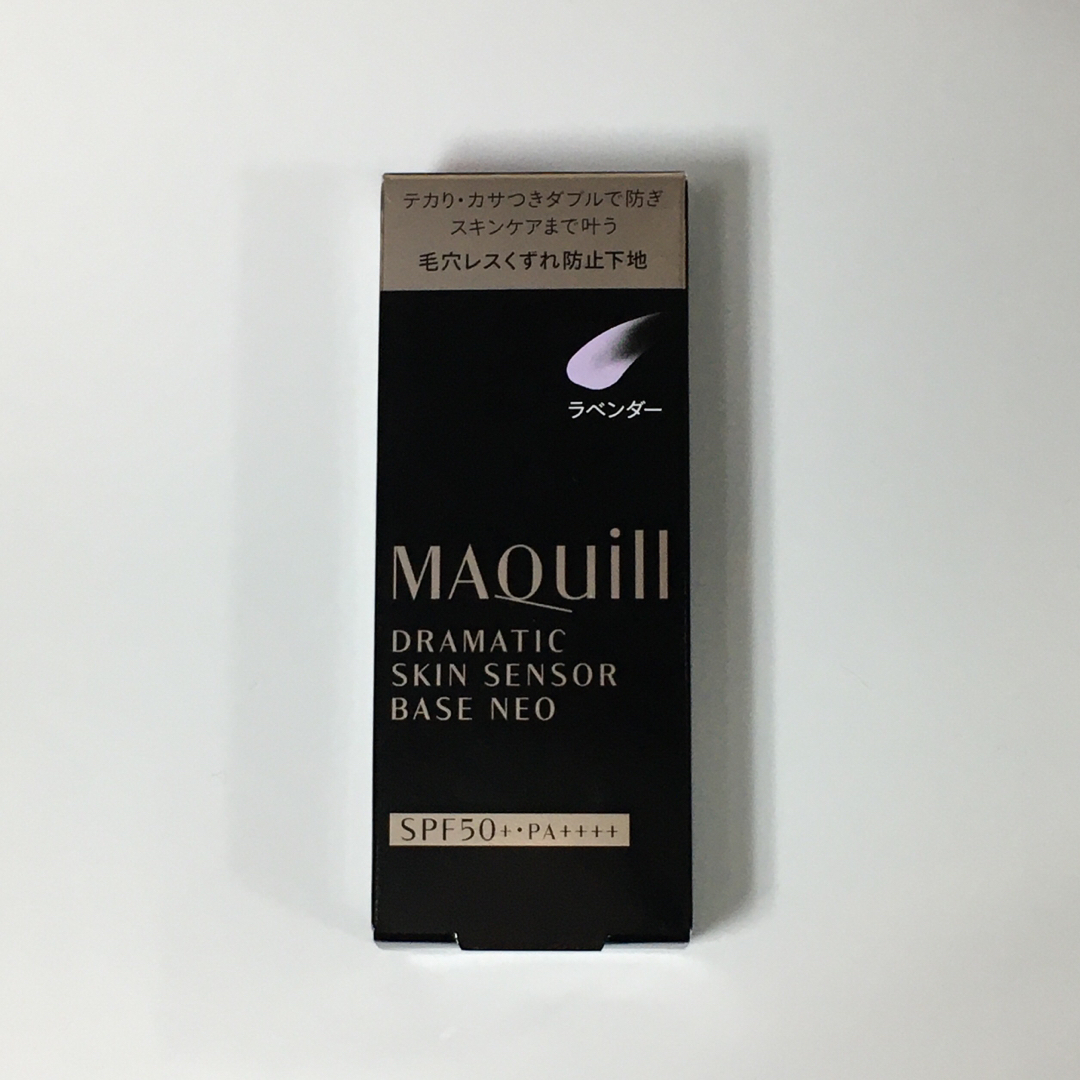 テカり・カサつきダブルで防ぎ
スキンケアまで叶う
毛穴レスくずれ防止下地
ラベンダー
MAQuill
DRAMATIC
SKIN SENSOR
BASE NEO
SPF50+・PA++++